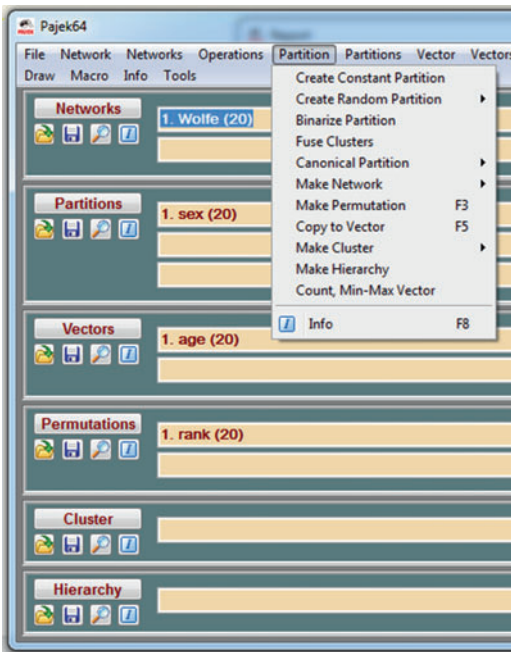 Pajek64
File Network Networks Operations Partition Partitions Vector Vectors
Draw Macro Info Tools
Create Constant Partition
Create Random Partition
Binarize Partition
Fuse Clusters
Canonical Partition
Make Network
Make Permutation F3
Copy to Vector F5
Make Cluster
Make Hierarchy
Count, Min-Max Vector
Info F8
Networks
1. Wolfe (20)
Partitions
1. sex (20)
Vectors
1. age (20)
Permutations
1. rank (20)
Cluster
Hierarchy